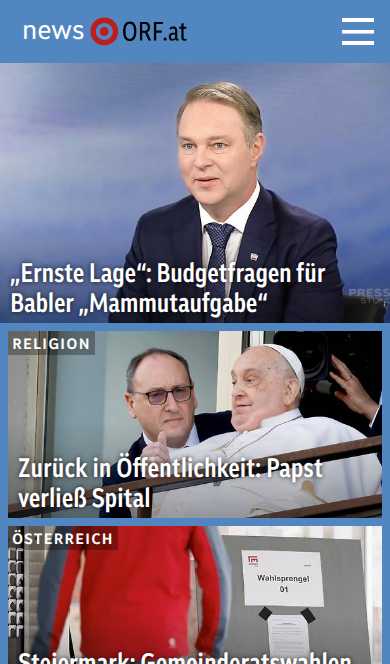 news ORF.at
„Ernste Lage“: Budgetfragen für
Babler „Mammutaufgabe“
PRESS
RELIGION
Zurück in Öffentlichkeit: Papst
verließ Spital
ÖSTERREICH
Wahlsprengel
01
Steiermark: Gemeinderatswahlen